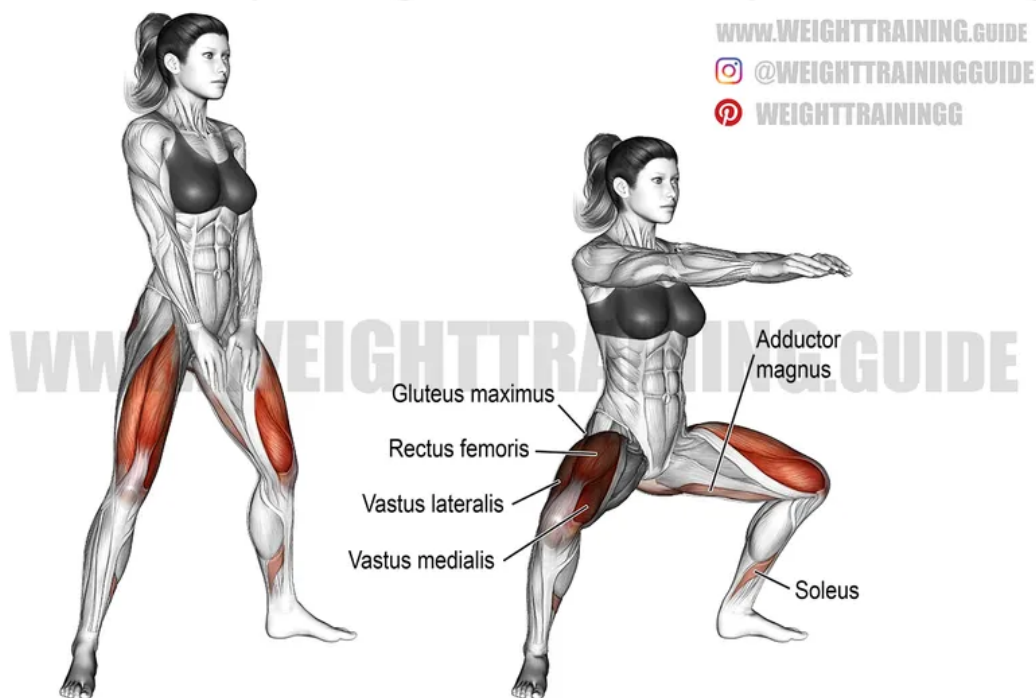 WWW.WEIGHTTRAINING.GUIDE
@WEIGHTTRAININGGUIDE
WEIGHTTRAININGG
WWW.WEIGHTTRAINING.GUIDE
Adductor
magnus
Gluteus maximus
Rectus femoris
Vastus lateralis
Vastus medialis
Soleus